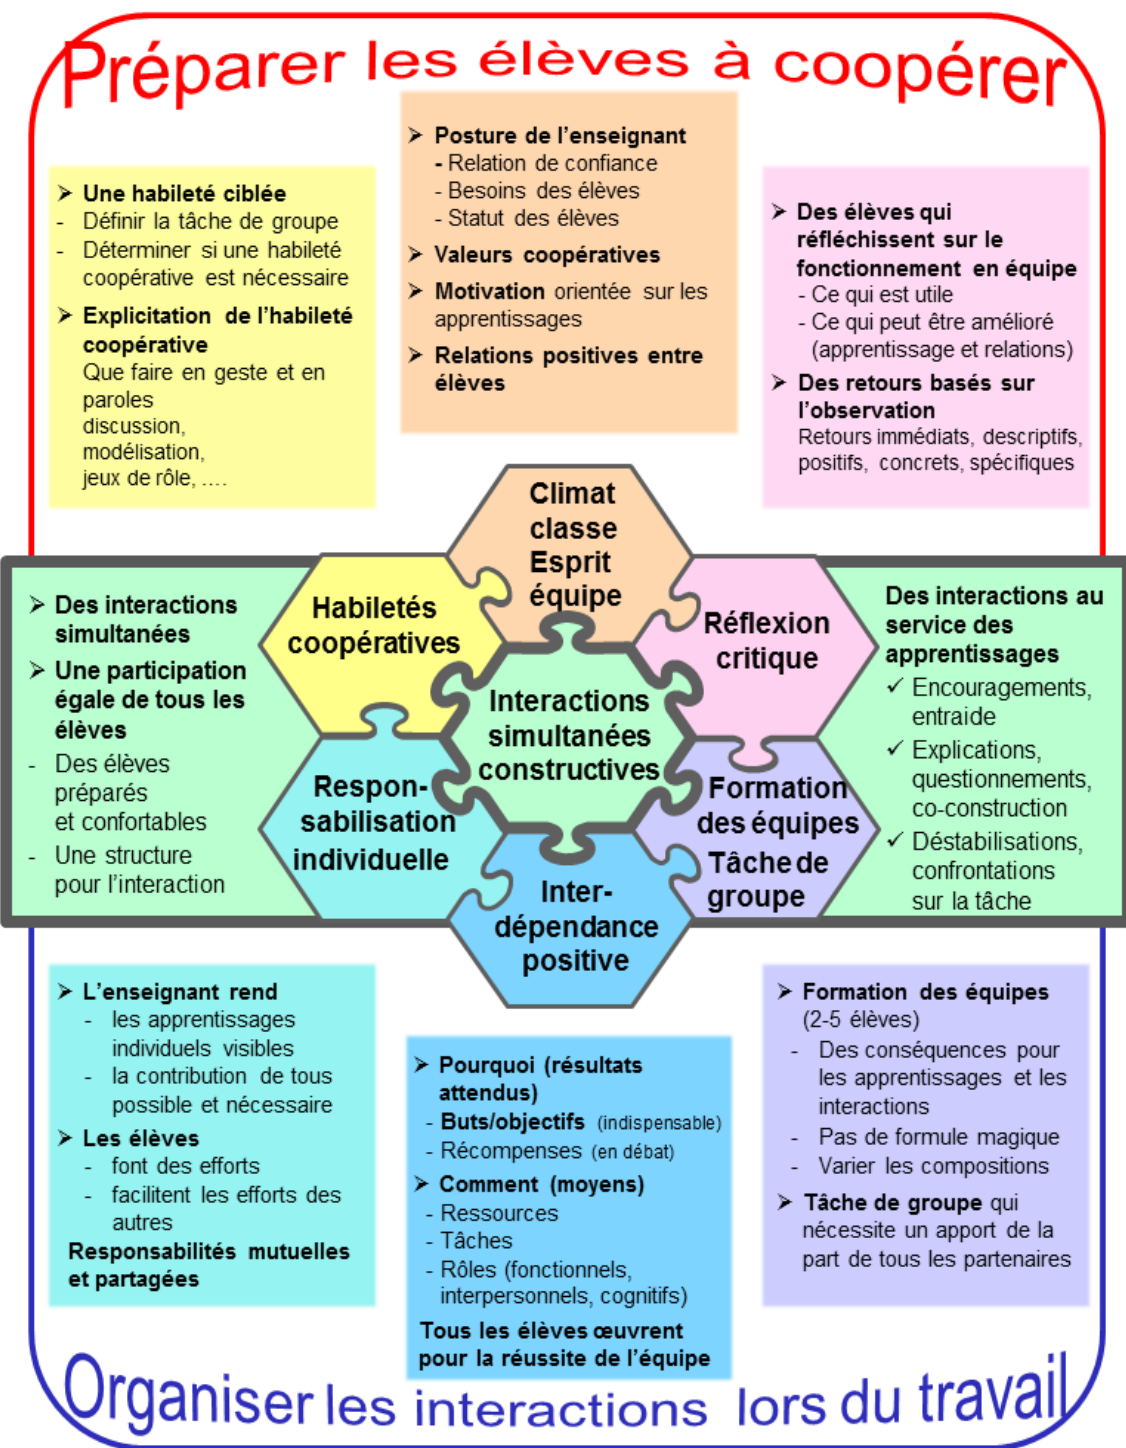 Préparer les élèves à coopérer
➢ Posture de l'enseignant
- Relation de confiance
- Besoins des élèves
- Statut des élèves
➢ Valeurs coopératives
➢ Motivation orientée sur les
apprentissages
➢ Relations positives entre
élèves
➢ Une habileté ciblée
- Définir la tâche de groupe
- Déterminer si une habileté
coopérative est nécessaire
➢ Explicitation de l'habileté
coopérative
Que faire en geste et en
paroles
discussion,
modélisation,
jeux de rôle, ....
➢ Des élèves qui
réfléchissent sur le
fonctionnement en équipe
- Ce qui est utile
- Ce qui peut être amélioré
(apprentissage et relations)
➢ Des retours basés sur
l'observation
Retours immédiats, descriptifs,
positifs, concrets, spécifiques
Climat
classe
Esprit
équipe
Habiletés
coopératives
Réflexion
critique
Interactions
simultanées
constructives
Respon-
sabilisation
individuelle
Formation
des équipes
Tâche de
groupe
Inter-
dépendance
positive
➢ Des interactions
simultanées
➢ Une participation
égale de tous les
élèves
- Des élèves
préparés
et confortables
- Une structure
pour l'interaction
Des interactions au
service des
apprentissages
✓ Encouragements,
entraide
✓ Explications,
questionnements,
co-construction
✓ Déstabilisations,
confrontations
sur la tâche
➢ L'enseignant rend
- les apprentissages
individuels visibles
- la contribution de tous
possible et nécessaire
➢ Les élèves
- font des efforts
- facilitent les efforts des
autres
Responsabilités mutuelles
et partagées
➢ Pourquoi (résultats
attendus)
- Buts/objectifs (indispensable)
- Récompenses (en débat)
➢ Comment (moyens)
- Ressources
- Tâches
- Rôles (fonctionnels,
interpersonnels, cognitifs)
Tous les élèves œuvrent
pour la réussite de l'équipe
➢ Formation des équipes
(2-5 élèves)
- Des conséquences pour
les apprentissages et les
interactions
- Pas de formule magique
- Varier les compositions
➢ Tâche de groupe qui
nécessite un apport de la
part de tous les partenaires
Organiser les interactions lors du travail